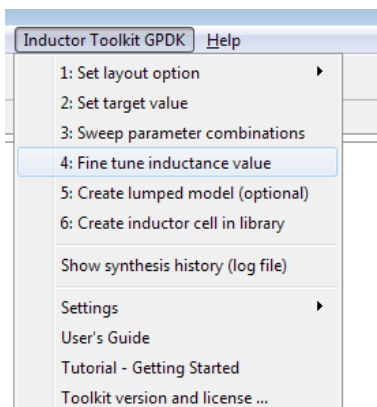 Inductor Toolkit GPDK Help
1: Set layout option
2: Set target value
3: Sweep parameter combinations
4: Fine tune inductance value
5: Create lumped model (optional)
6: Create inductor cell in library
Show synthesis history (log file)
Settings
User's Guide
Tutorial - Getting Started
Toolkit version and license ...